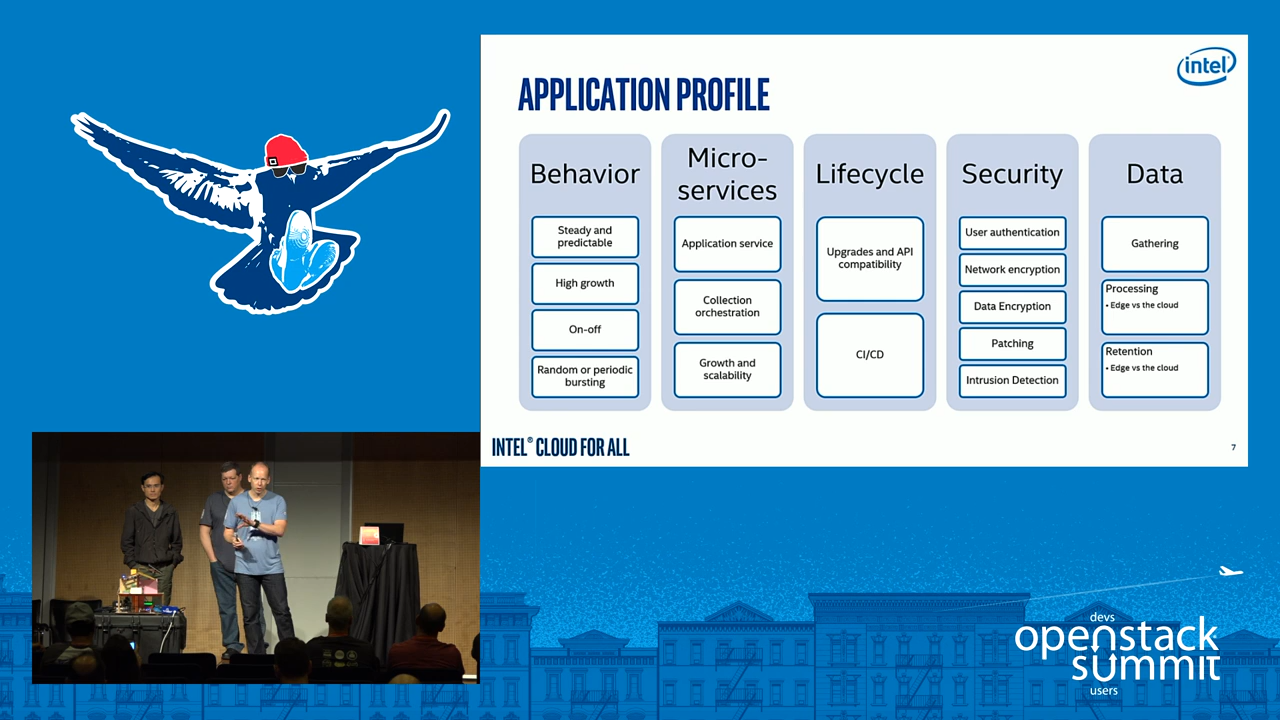 intel
APPLICATION PROFILE
Behavior
Steady and
predictable
High growth
On-off
Random or periodic
bursting
Micro-
services
Application service
Collection
orchestration
Growth and
scalability
Lifecycle
Upgrades and API
compatibility
CI/CD
Security
User authentication
Network encryption
Data Encryption
Patching
Intrusion Detection
Data
Gathering
Processing
• Edge vs the cloud
Retention
• Edge vs the cloud
INTEL® CLOUD FOR ALL
7
devs
openstack
summit
users